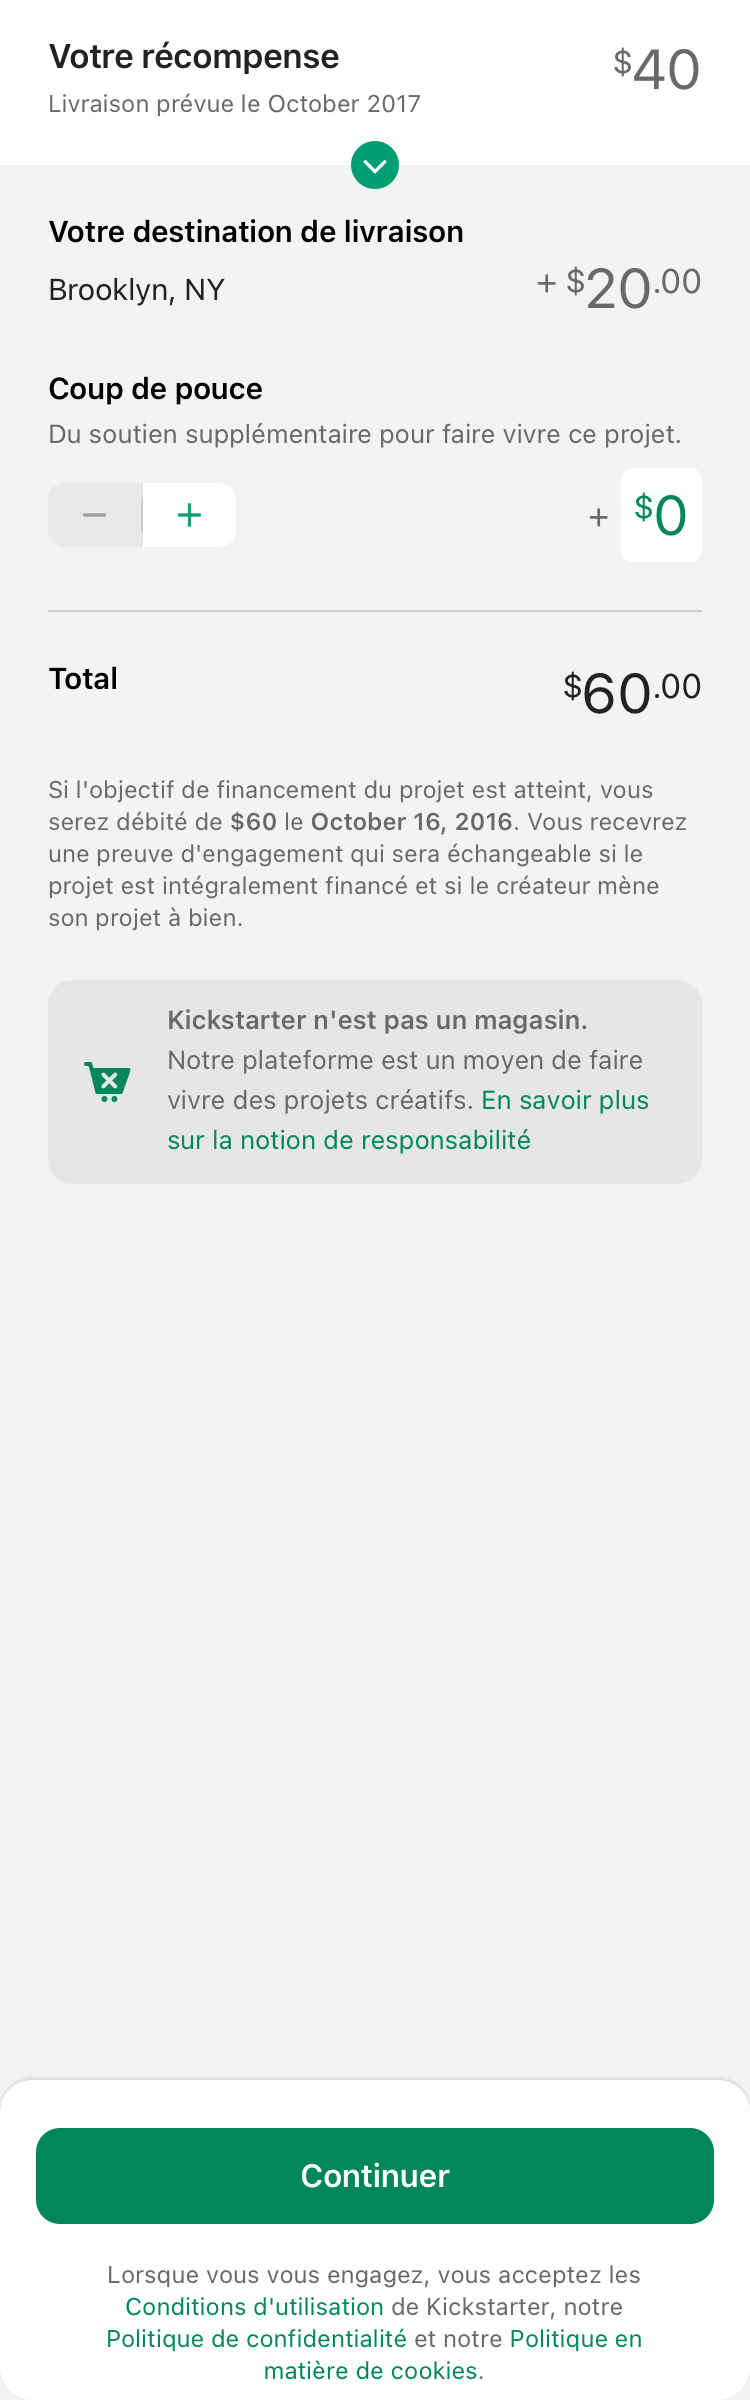 Votre récompense
$40
Livraison prévue le October 2017
Votre destination de livraison
Brooklyn, NY
+ $20.00
Coup de pouce
Du soutien supplémentaire pour faire vivre ce projet.
− + + $0
Total
$60.00
Si l'objectif de financement du projet est atteint, vous
serez débité de $60 le October 16, 2016. Vous recevrez
une preuve d'engagement qui sera échangeable si le
projet est intégralement financé et si le créateur mène
son projet à bien.
Kickstarter n'est pas un magasin.
Notre plateforme est un moyen de faire
vivre des projets créatifs. En savoir plus
sur la notion de responsabilité
Continuer
Lorsque vous vous engagez, vous acceptez les
Conditions d'utilisation de Kickstarter, notre
Politique de confidentialité et notre Politique en
matière de cookies.